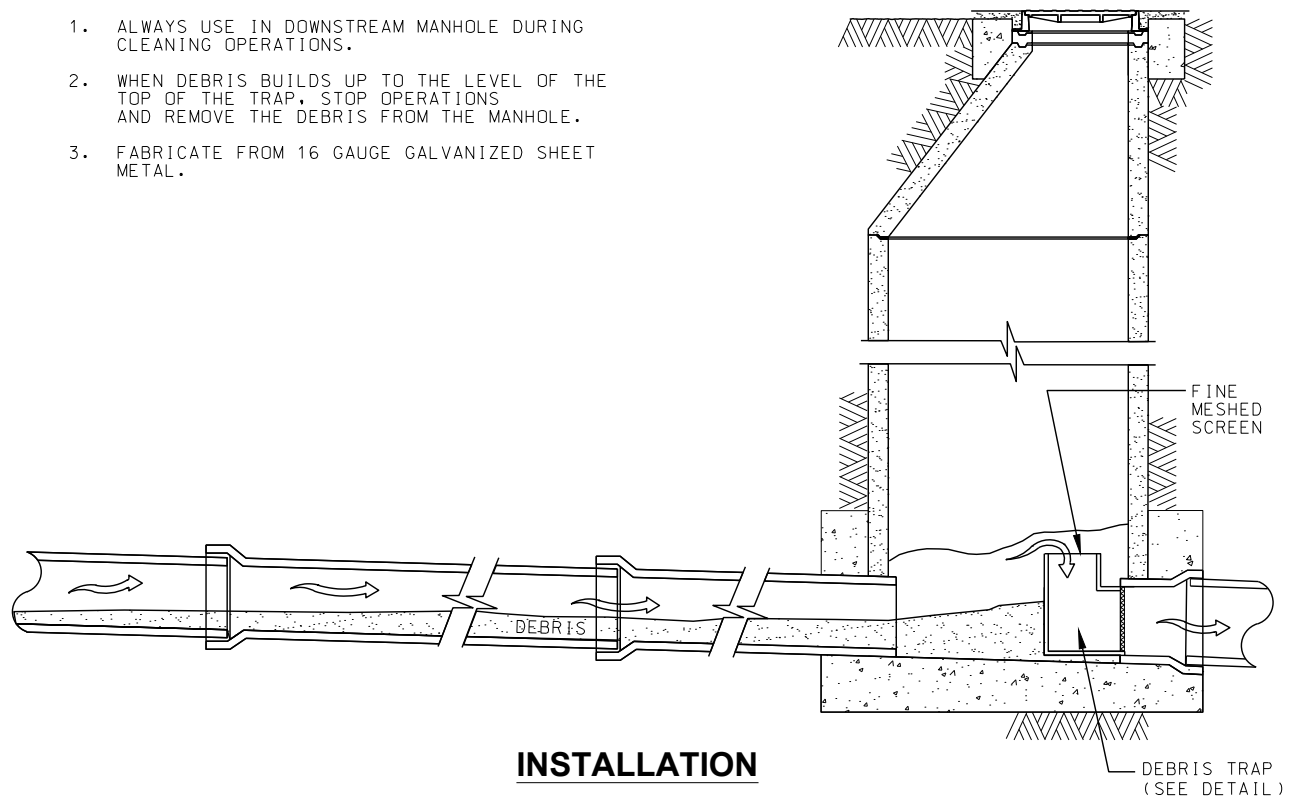 1. ALWAYS USE IN DOWNSTREAM MANHOLE DURING
CLEANING OPERATIONS.
2. WHEN DEBRIS BUILDS UP TO THE LEVEL OF THE
TOP OF THE TRAP, STOP OPERATIONS
AND REMOVE THE DEBRIS FROM THE MANHOLE.
3. FABRICATE FROM 16 GAUGE GALVANIZED SHEET
METAL.
FINE
MESHED
SCREEN
DEBRIS
INSTALLATION
DEBRIS TRAP
(SEE DETAIL)